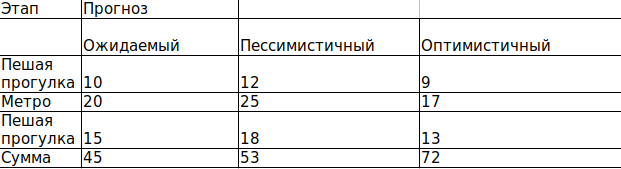 Этап Прогноз
Ожидаемый Пессимистичный Оптимистичный
Пешая
прогулка 10 12 9
Метро 20 25 17
Пешая
прогулка 15 18 13
Сумма 45 53 72